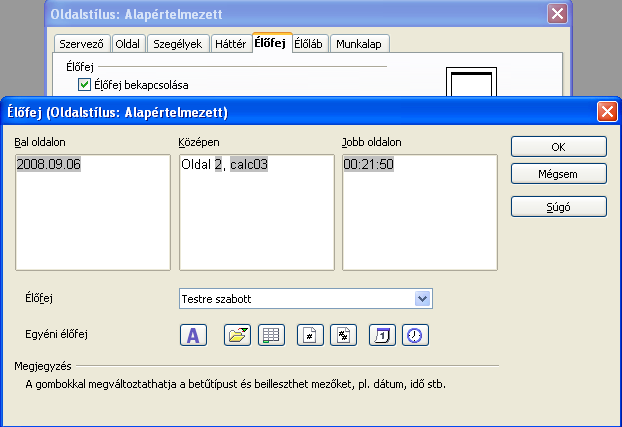 Oldalstílus: Alapértelmezett
Szervező Oldal Szegélyek Háttér Élőfej Élőláb Munkalap
Élőfej
Élőfej bekapcsolása
Élőfej (Oldalstílus: Alapértelmezett)
Bal oldalon Középen Jobb oldalon
OK
2008.09.06 Oldal 2, calc03 00:21:50
Mégsem
Súgó
Élőfej Testre szabott
Egyéni élőfej A # 1
Megjegyzés
A gombokkal megváltoztathatja a betűtípust és beilleszthet mezőket, pl. dátum, idő stb.